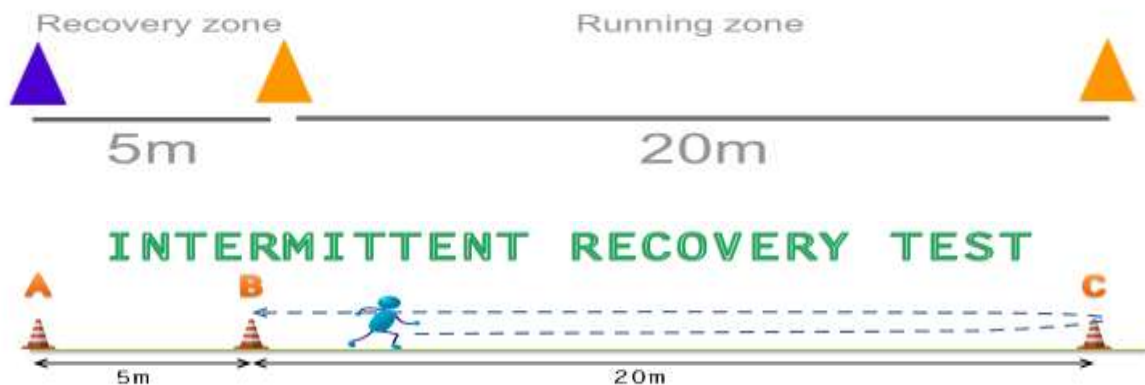 Recovery zone Running zone
5m 20m
INTERMITTENT RECOVERY TEST
A B C
5m 20m